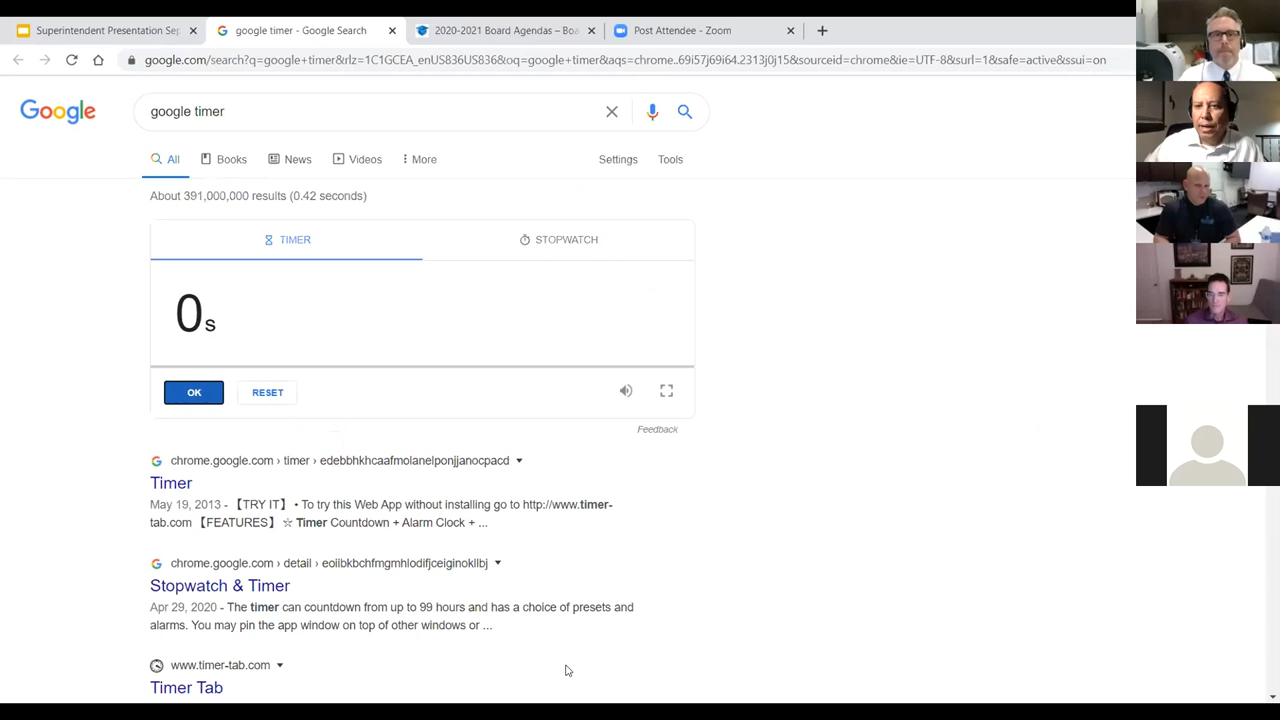 Superintendent Presentation Sep
google timer - Google Search
2020-2021 Board Agendas – Boa
Post Attendee - Zoom
google.com/search?q=google+timer&rlz=1C1GCEA_enUS836US836&oq=google+timer&aqs=chrome..69i57j69i64.2313j0j15&sourceid=chrome&ie=UTF-8&surl=1&safe=active&ssui=on
Google
google timer
All
Books
News
Videos
More
Settings
Tools
About 391,000,000 results (0.42 seconds)
TIMER
STOPWATCH
0s
OK
RESET
Feedback
chrome.google.com › timer › edebbhkhcaafmolanelponjjanocpacd
Timer
May 19, 2013 - 【TRY IT】 • To try this Web App without installing go to http://www.timer-
tab.com 【FEATURES】 ☆ Timer Countdown + Alarm Clock + ...
chrome.google.com › detail › eoiibkbchfmgmhlodifjceiginokllbj
Stopwatch & Timer
Apr 29, 2020 - The timer can countdown from up to 99 hours and has a choice of presets and
alarms. You may pin the app window on top of other windows or ...
www.timer-tab.com
Timer Tab